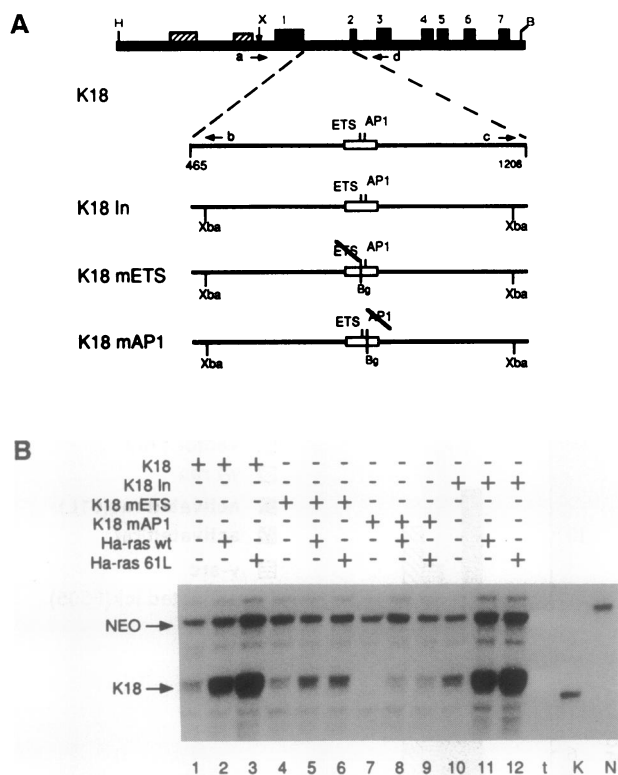 A
H X 1 2 3 4 5 6 7 B
a d
K18
ETS AP1
b c
465 1206
ETS AP1
K18 In
Xba Xba
ETS AP1
K18 mETS
Xba Bg Xba
ETS AP1
K18 mAP1
Xba Bg Xba
B
K18 + + + - - - - - - - - -
K18 In - - - - - - - - - + + +
K18 mETS - - - + + + - - - - - -
K18 mAP1 - - - - - - + + + - - -
Ha-ras wt - + - - + - - + - - + -
Ha-ras 61L - - + - - + - - + - - +
NEO
K18
1 2 3 4 5 6 7 8 9 10 11 12 t K N